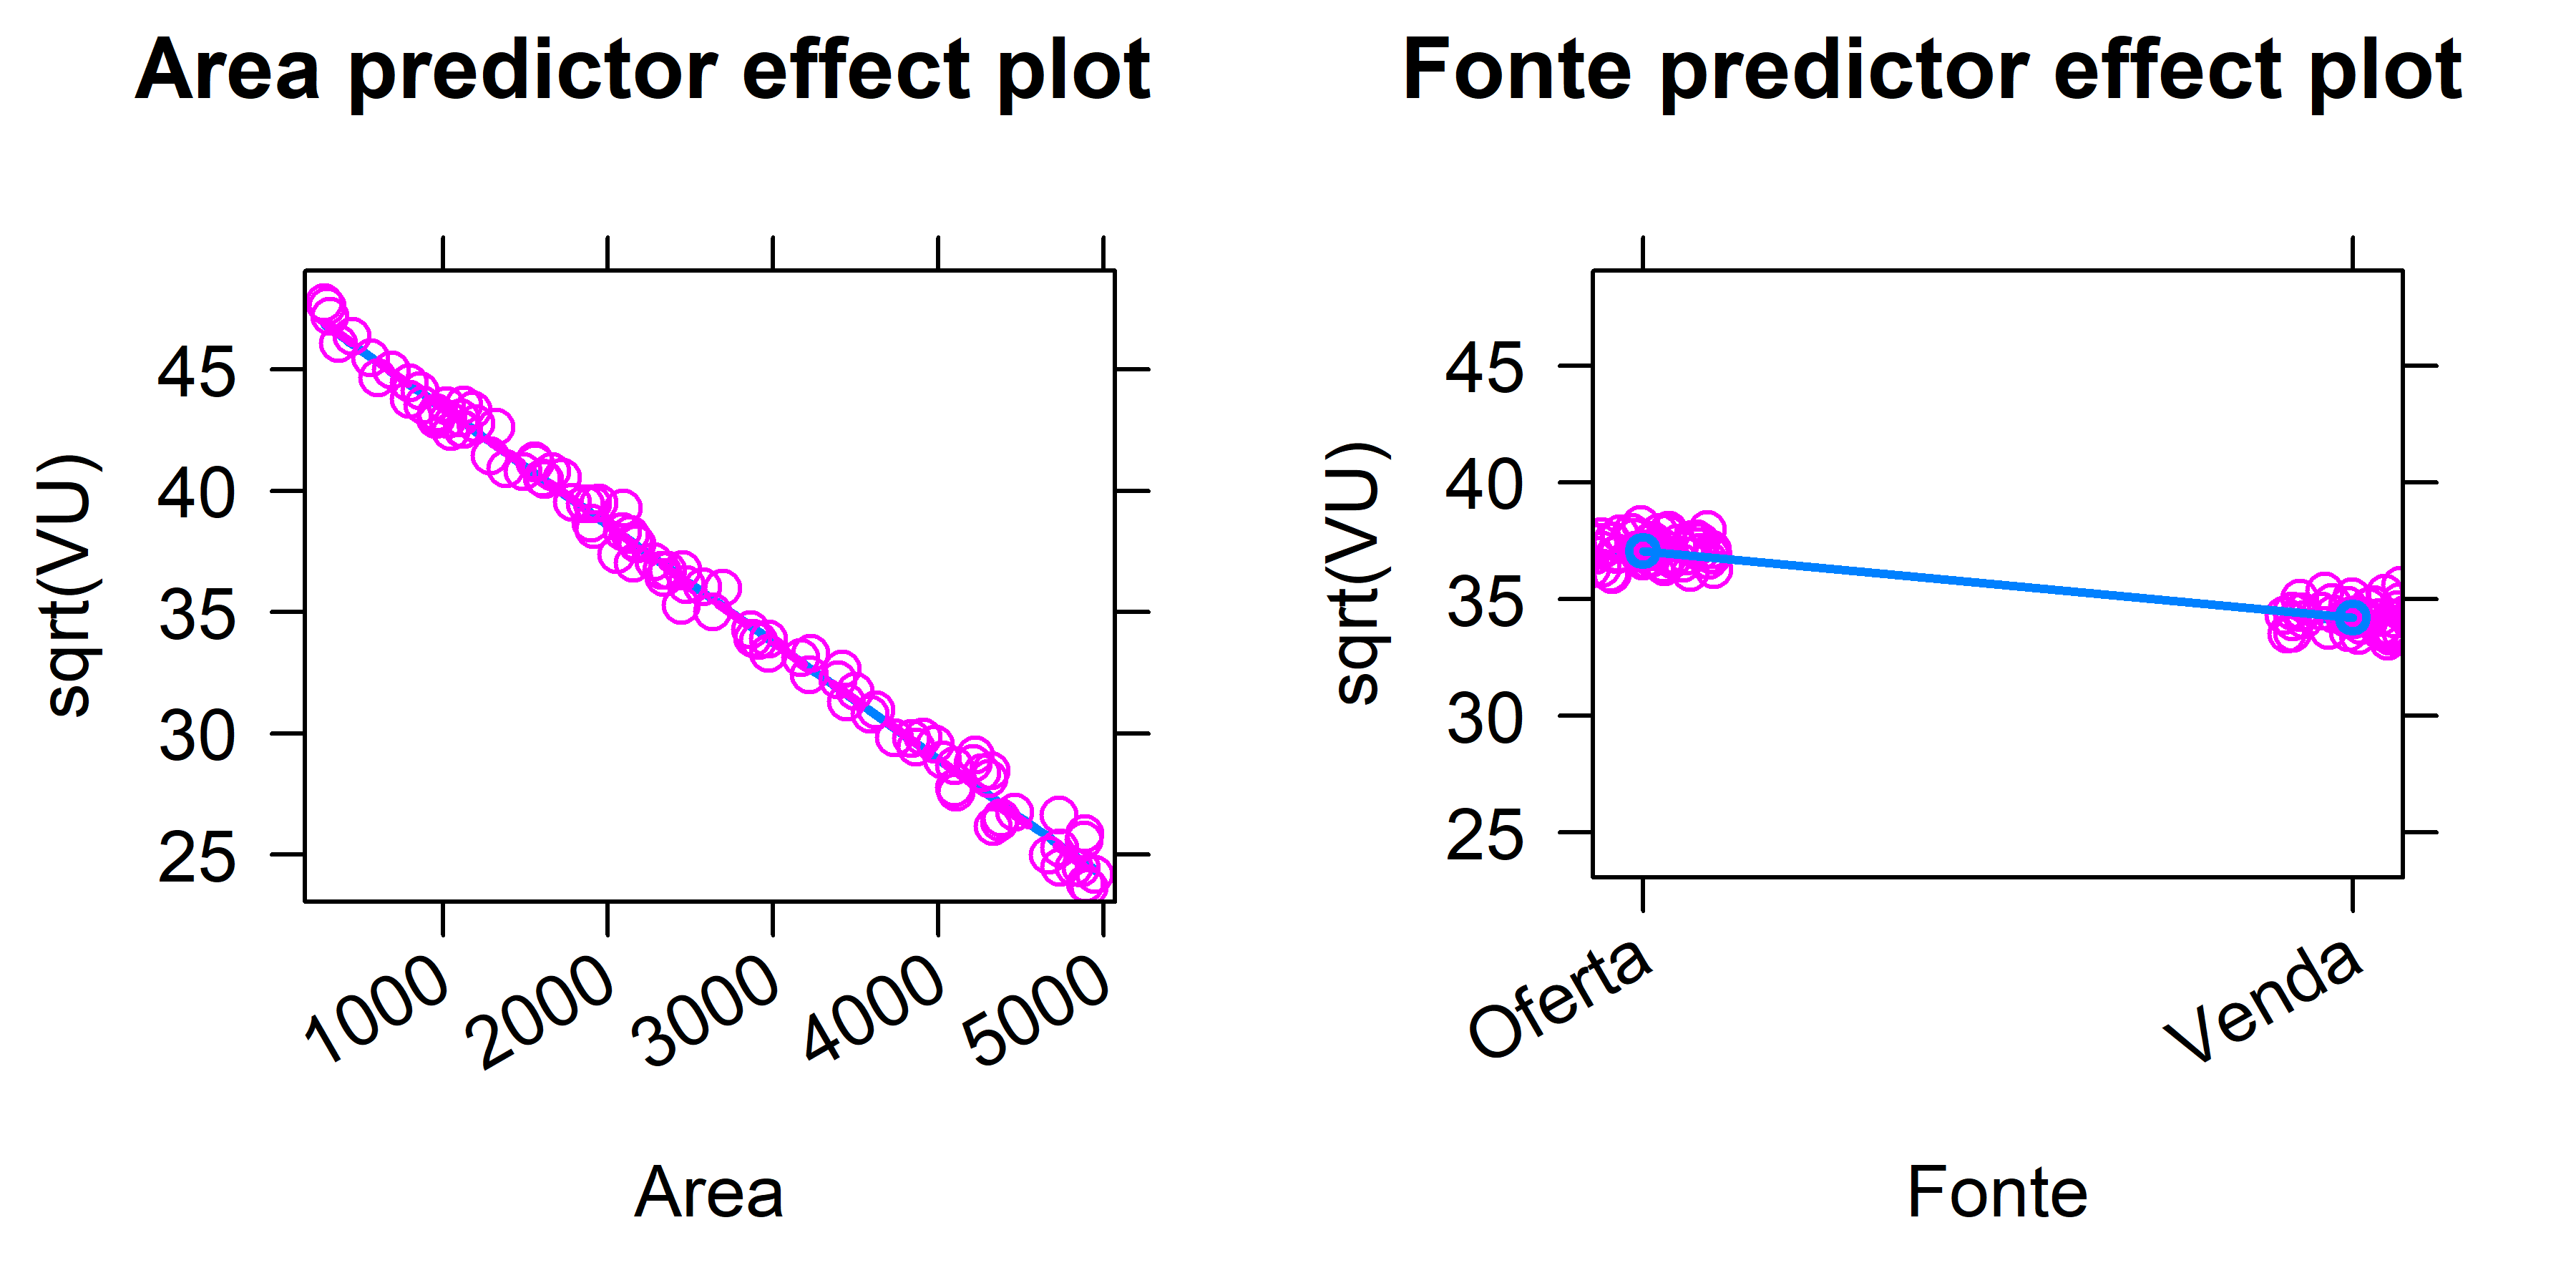 Area predictor effect plot
sqrt(VU)
45
40
35
30
25
1000
2000
3000
4000
5000
Area
Fonte predictor effect plot
sqrt(VU)
45
40
35
30
25
Oferta
Venda
Fonte